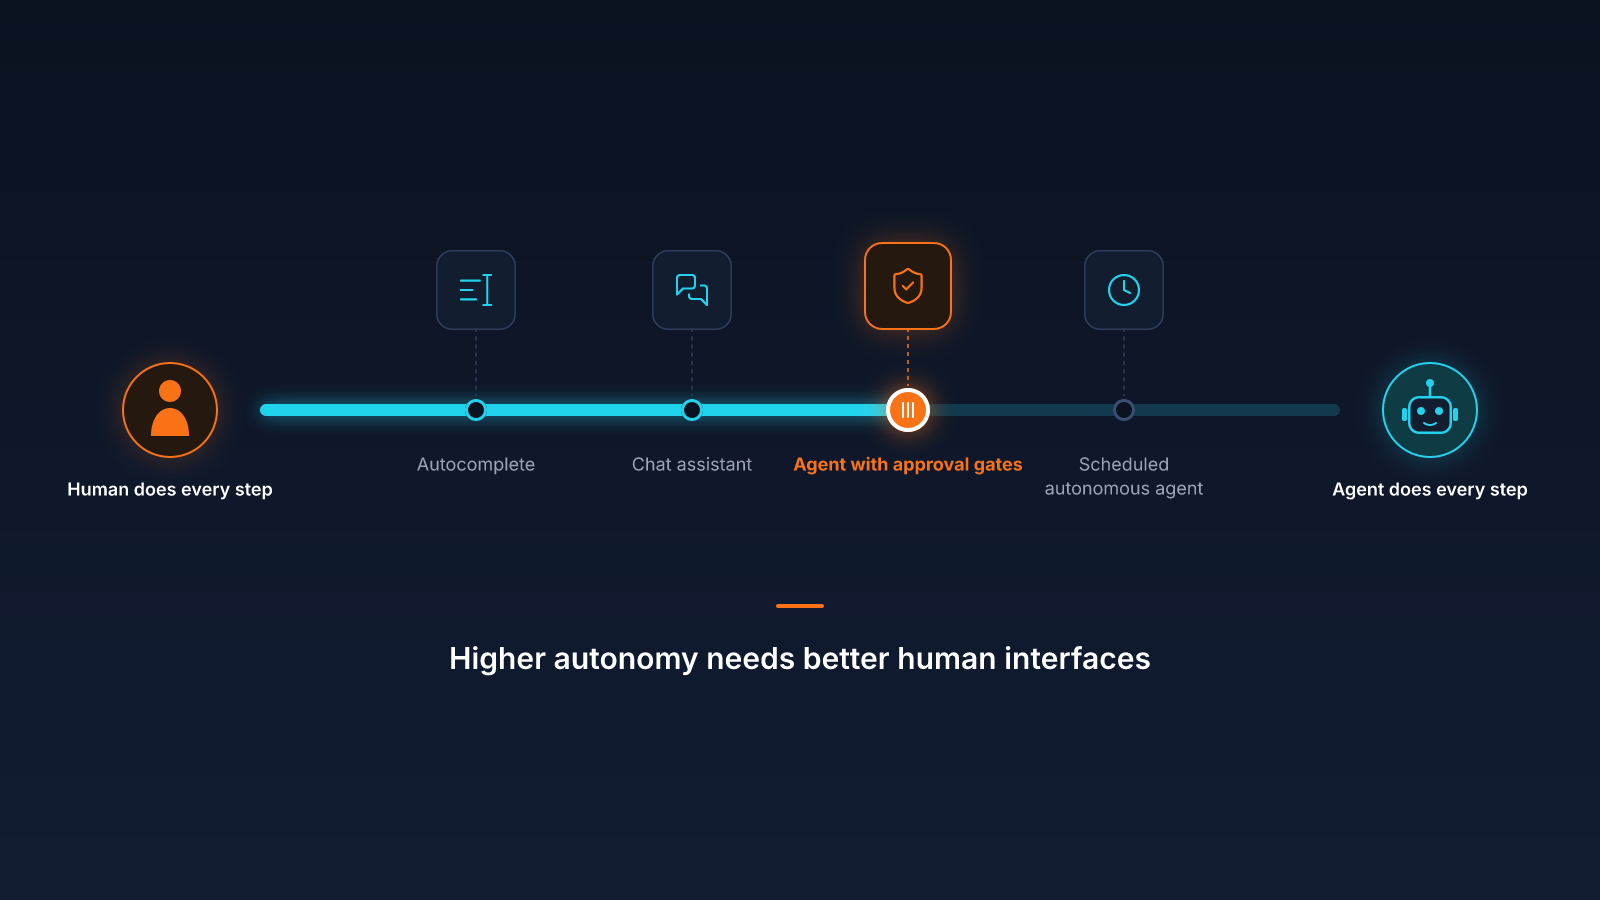 Autocomplete
Chat assistant
Agent with approval gates
Scheduled
autonomous agent
Human does every step
Agent does every step
Higher autonomy needs better human interfaces